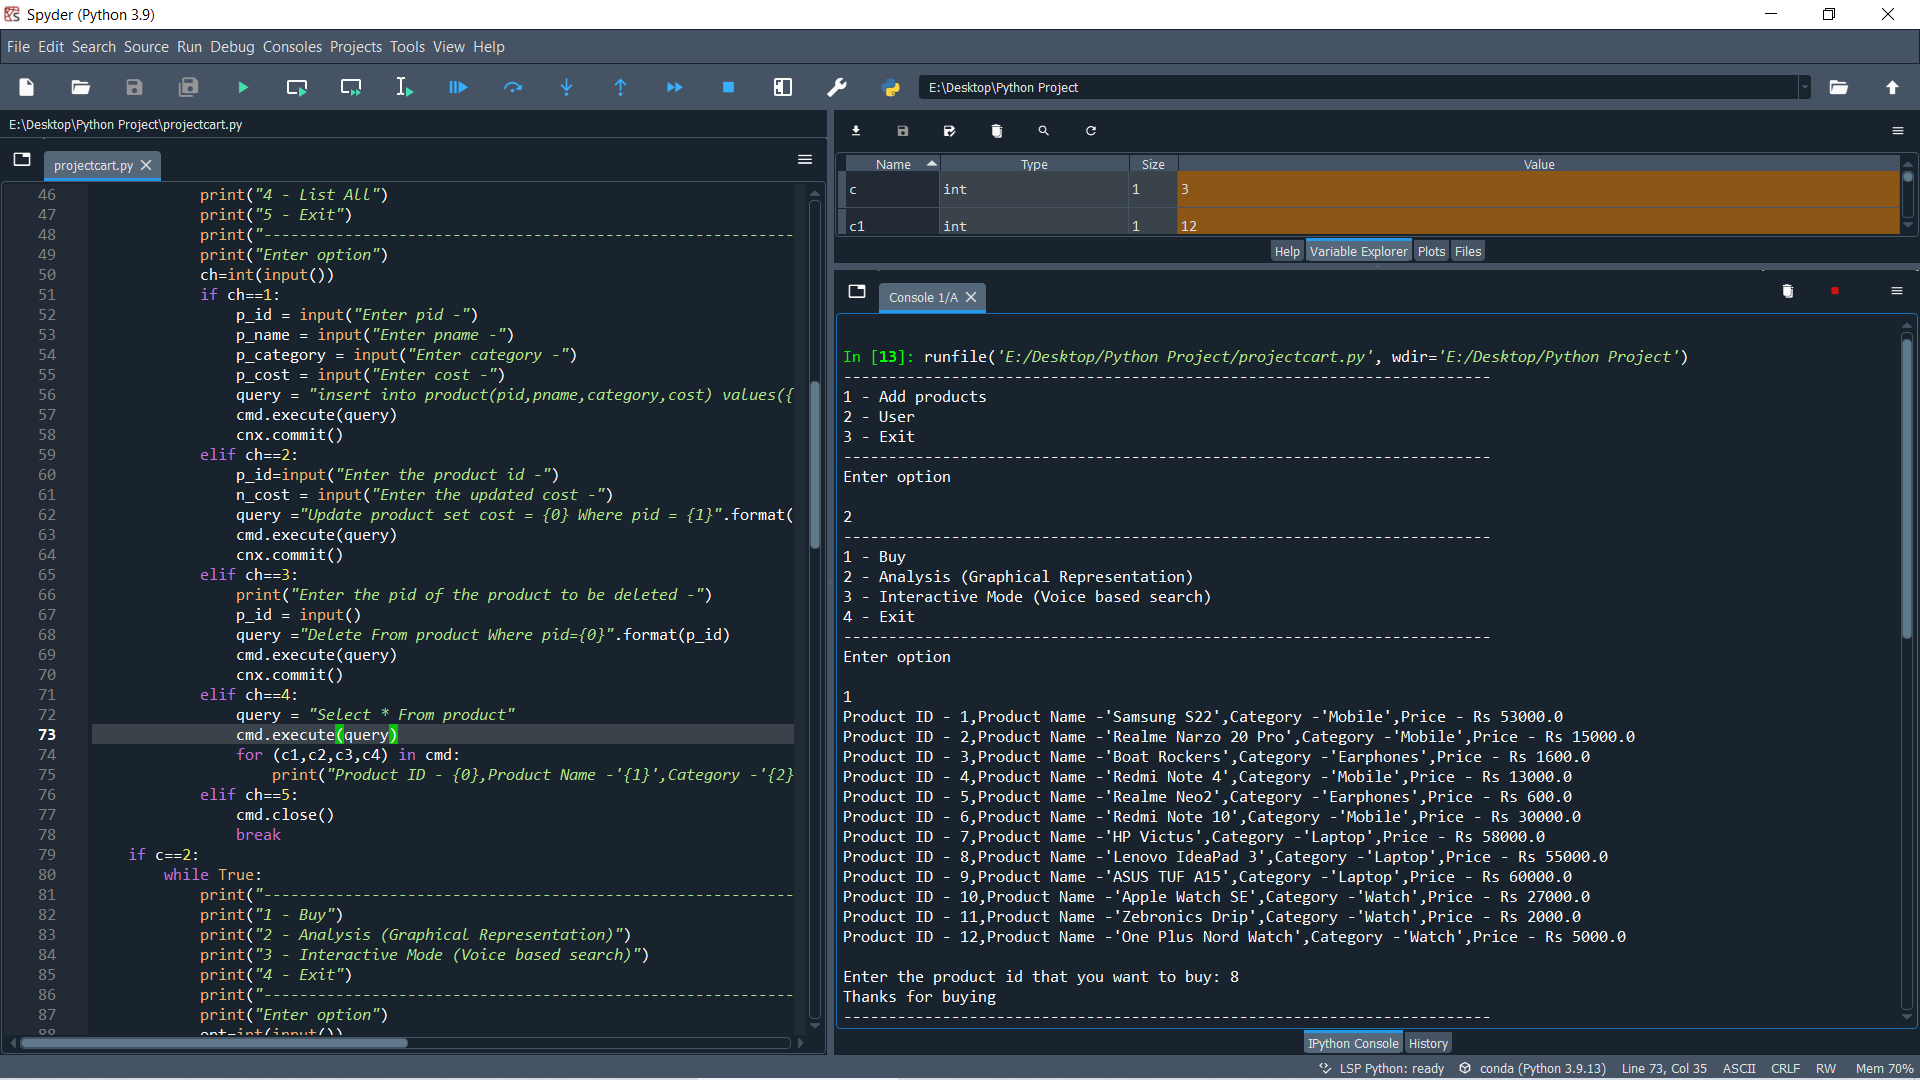 Spyder (Python 3.9)
File Edit Search Source Run Debug Consoles Projects Tools View Help
E:\Desktop\Python Project
E:\Desktop\Python Project\projectcart.py
projectcart.py
46 print("4 - List All")
47 print("5 - Exit")
48 print("-----------------------------------------------------------
49 print("Enter option")
50 ch=int(input())
51 if ch==1:
52 p_id = input("Enter pid -")
53 p_name = input("Enter pname -")
54 p_category = input("Enter category -")
55 p_cost = input("Enter cost -")
56 query = "insert into product(pid,pname,category,cost) values({
57 cmd.execute(query)
58 cnx.commit()
59 elif ch==2:
60 p_id=input("Enter the product id -")
61 n_cost = input("Enter the updated cost -")
62 query ="Update product set cost = {0} Where pid = {1}".format(
63 cmd.execute(query)
64 cnx.commit()
65 elif ch==3:
66 print("Enter the pid of the product to be deleted -")
67 p_id = input()
68 query ="Delete From product Where pid={0}".format(p_id)
69 cmd.execute(query)
70 cnx.commit()
71 elif ch==4:
72 query = "Select * From product"
73 cmd.execute(query)
74 for (c1,c2,c3,c4) in cmd:
75 print("Product ID - {0},Product Name -'{1}',Category -'{2}
76 elif ch==5:
77 cmd.close()
78 break
79 if c==2:
80 while True:
81 print("-----------------------------------------------------------
82 print("1 - Buy")
83 print("2 - Analysis (Graphical Representation)")
84 print("3 - Interactive Mode (Voice based search)")
85 print("4 - Exit")
86 print("-----------------------------------------------------------
87 print("Enter option")
88 opt=int(input())
Name Type Size Value
c int 1 3
c1 int 1 12
Help Variable Explorer Plots Files
Console 1/A
In [13]: runfile('E:/Desktop/Python Project/projectcart.py', wdir='E:/Desktop/Python Project')
------------------------------------------------------------------------
1 - Add products
2 - User
3 - Exit
------------------------------------------------------------------------
Enter option
2
------------------------------------------------------------------------
1 - Buy
2 - Analysis (Graphical Representation)
3 - Interactive Mode (Voice based search)
4 - Exit
------------------------------------------------------------------------
Enter option
1
Product ID - 1,Product Name -'Samsung S22',Category -'Mobile',Price - Rs 53000.0
Product ID - 2,Product Name -'Realme Narzo 20 Pro',Category -'Mobile',Price - Rs 15000.0
Product ID - 3,Product Name -'Boat Rockers',Category -'Earphones',Price - Rs 1600.0
Product ID - 4,Product Name -'Redmi Note 4',Category -'Mobile',Price - Rs 13000.0
Product ID - 5,Product Name -'Realme Neo2',Category -'Earphones',Price - Rs 600.0
Product ID - 6,Product Name -'Redmi Note 10',Category -'Mobile',Price - Rs 30000.0
Product ID - 7,Product Name -'HP Victus',Category -'Laptop',Price - Rs 58000.0
Product ID - 8,Product Name -'Lenovo IdeaPad 3',Category -'Laptop',Price - Rs 55000.0
Product ID - 9,Product Name -'ASUS TUF A15',Category -'Laptop',Price - Rs 60000.0
Product ID - 10,Product Name -'Apple Watch SE',Category -'Watch',Price - Rs 27000.0
Product ID - 11,Product Name -'Zebronics Drip',Category -'Watch',Price - Rs 2000.0
Product ID - 12,Product Name -'One Plus Nord Watch',Category -'Watch',Price - Rs 5000.0
Enter the product id that you want to buy: 8
Thanks for buying
------------------------------------------------------------------------
IPython Console History
LSP Python: ready conda (Python 3.9.13) Line 73, Col 35 ASCII CRLF RW Mem 70%